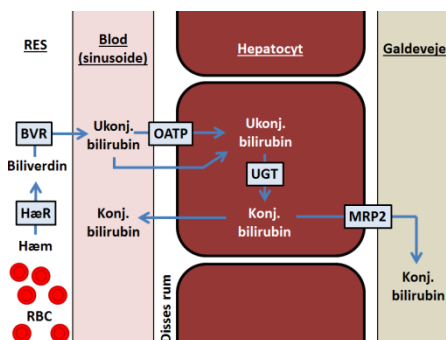 RES
Blod
(sinusoide)
Hepatocyt
Galdeveje
BVR
Biliverdin
HæR
Hæm
RBC
Ukonj.
bilirubin
OATP
Ukonj.
bilirubin
UGT
Konj.
bilirubin
Konj.
bilirubin
MRP2
Konj.
bilirubin
Disses rum